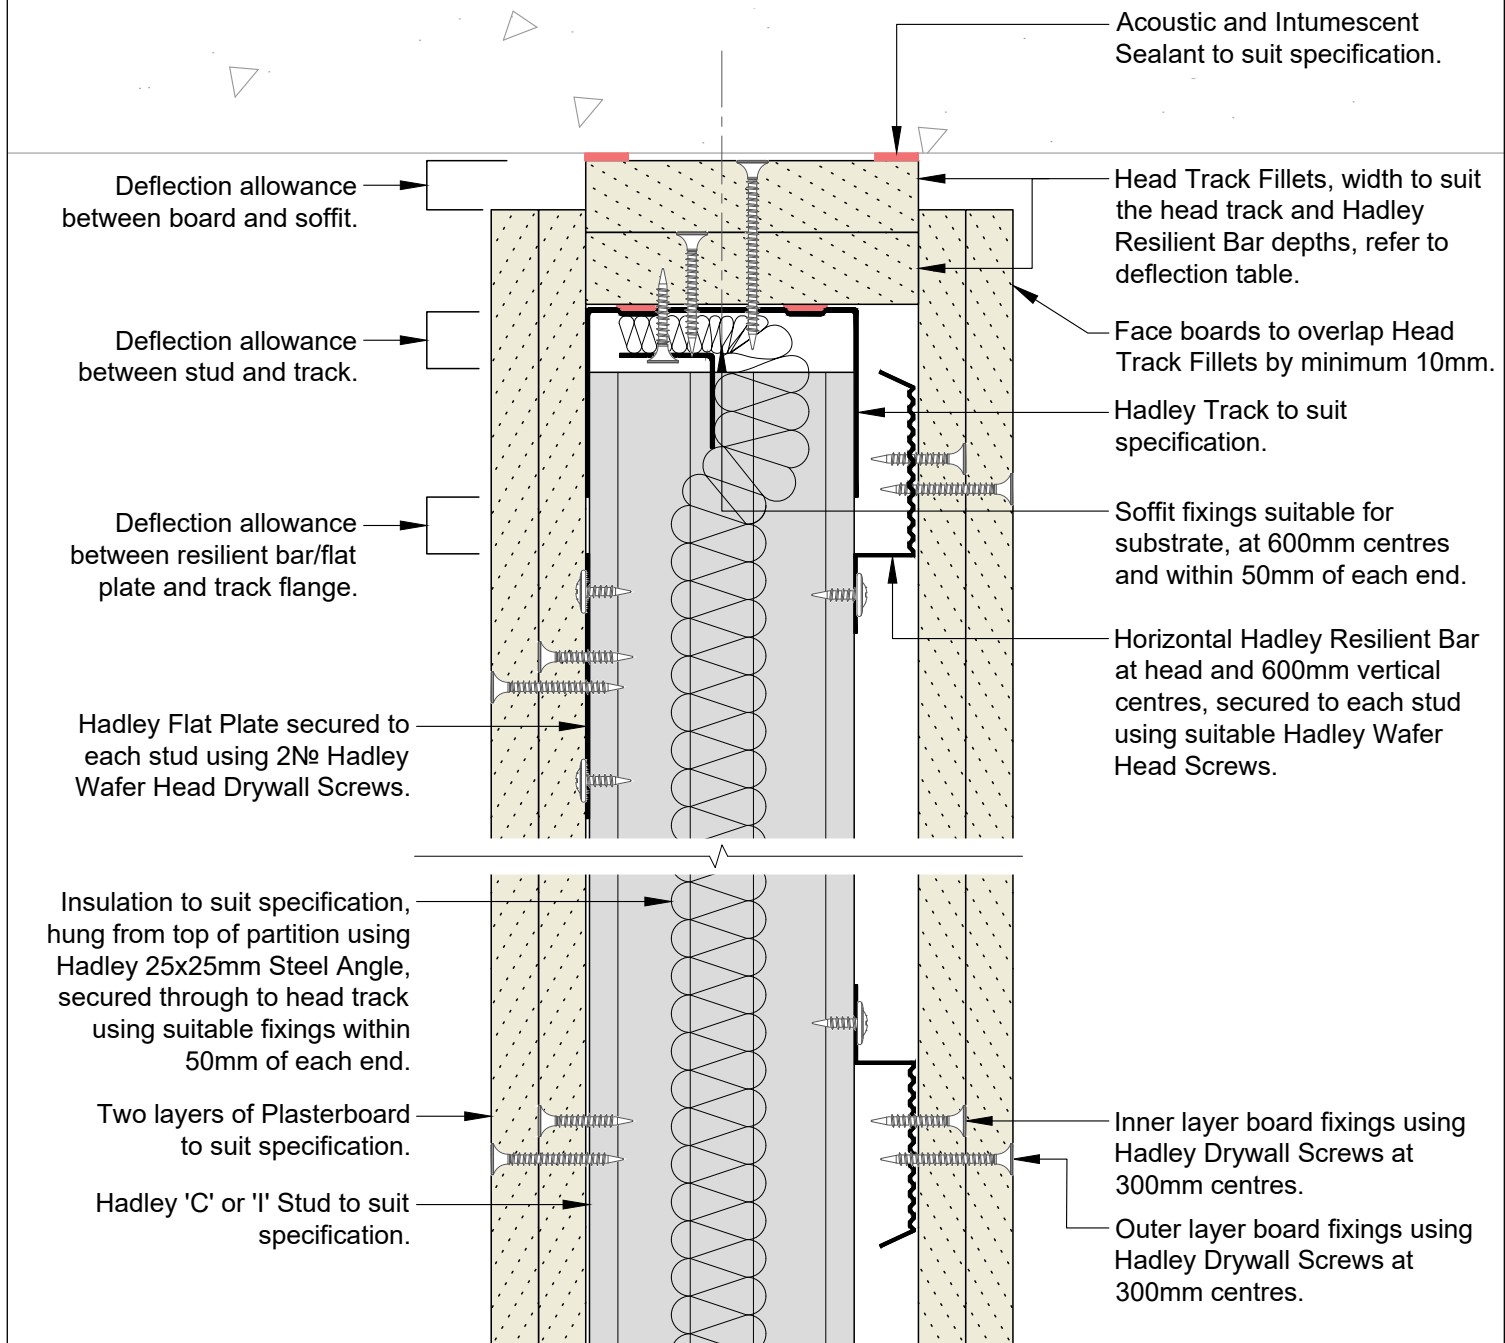 Acoustic and Intumescent
Sealant to suit specification.
Deflection allowance
between board and soffit.
Head Track Fillets, width to suit
the head track and Hadley
Resilient Bar depths, refer to
deflection table.
Deflection allowance
between stud and track.
Face boards to overlap Head
Track Fillets by minimum 10mm.
Hadley Track to suit
specification.
Deflection allowance
between resilient bar/flat
plate and track flange.
Soffit fixings suitable for
substrate, at 600mm centres
and within 50mm of each end.
Horizontal Hadley Resilient Bar
at head and 600mm vertical
centres, secured to each stud
using suitable Hadley Wafer
Head Screws.
Hadley Flat Plate secured to
each stud using 2№ Hadley
Wafer Head Drywall Screws.
Insulation to suit specification,
hung from top of partition using
Hadley 25x25mm Steel Angle,
secured through to head track
using suitable fixings within
50mm of each end.
Two layers of Plasterboard
to suit specification.
Hadley 'C' or 'I' Stud to suit
specification.
Inner layer board fixings using
Hadley Drywall Screws at
300mm centres.
Outer layer board fixings using
Hadley Drywall Screws at
300mm centres.